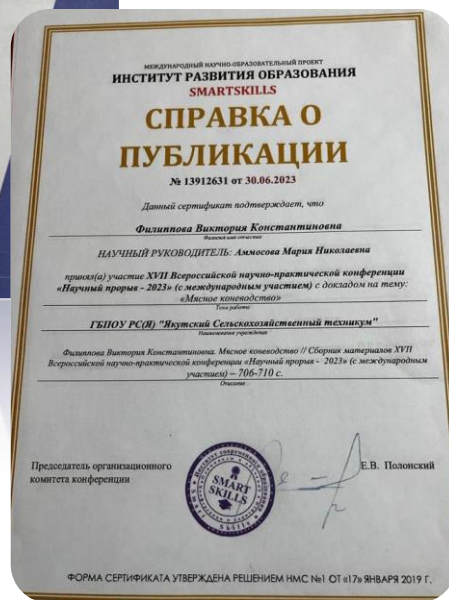 МЕЖДУНАРОДНЫЙ НАУЧНО-ОБРАЗОВАТЕЛЬНЫЙ ПРОЕКТ
ИНСТИТУТ РАЗВИТИЯ ОБРАЗОВАНИЯ
SMARTSKILLS
СПРАВКА О
ПУБЛИКАЦИИ
№ 13912631 от 30.06.2023
Данный сертификат подтверждает, что
Филиппова Виктория Константиновна
Фамилия имя отчество
НАУЧНЫЙ РУКОВОДИТЕЛЬ: Аммосова Мария Николаевна
принял(а) участие XVII Всероссийской научно-практической конференции
«Научный прорыв - 2023» (с международным участием) с докладом на тему:
«Мясное коневодство»
Тема работы
ГБПОУ РС(Я) "Якутский Сельскохозяйственный техникум"
Наименование учреждения
Филиппова Виктория Константиновна. Мясное коневодство // Сборник материалов XVII
Всероссийской научно-практической конференции «Научный прорыв - 2023» (с международным
участием) – 706-710 с.
Описание
Председатель организационного
комитета конференции
SMART
SKILLS
Е.В. Полонский
ФОРМА СЕРТИФИКАТА УТВЕРЖДЕНА РЕШЕНИЕМ НМС №1 ОТ «17» ЯНВАРЯ 2019 Г.